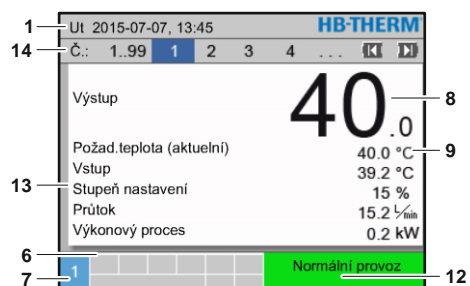 1 Ut 2015-07-07, 13:45 HB-THERM
14 Č.: 1..99 1 2 3 4 ...
Výstup 40.0 8
Požad.teplota (aktuelní) 40.0 °C 9
Vstup 39.2 °C
13 Stupeň nastavení 15 %
Průtok 15.2 L/min
Výkonový proces 0.2 kW
6
7 1 Normální provoz 12